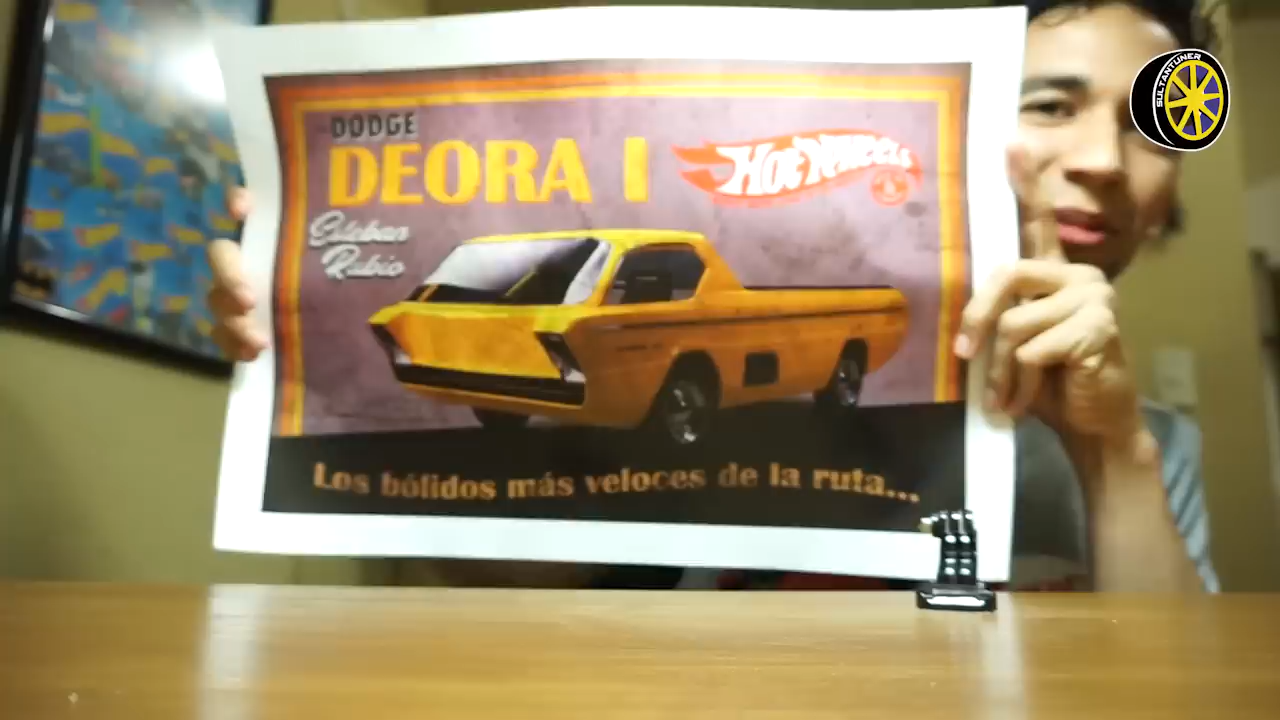 DODGE
DEORA I
Hot Wheels
Esteban
Rubio
Los bólidos más veloces de la ruta...
SULTANTUNER